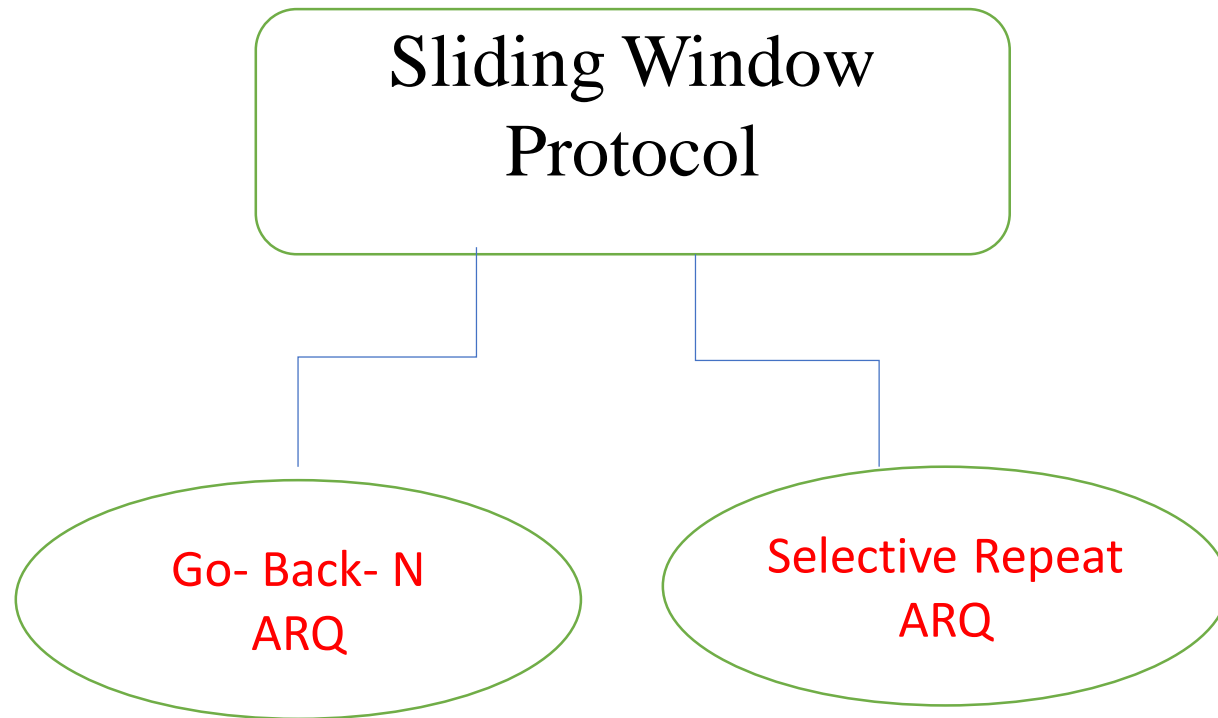 Sliding Window
Protocol
Go- Back- N
ARQ
Selective Repeat
ARQ